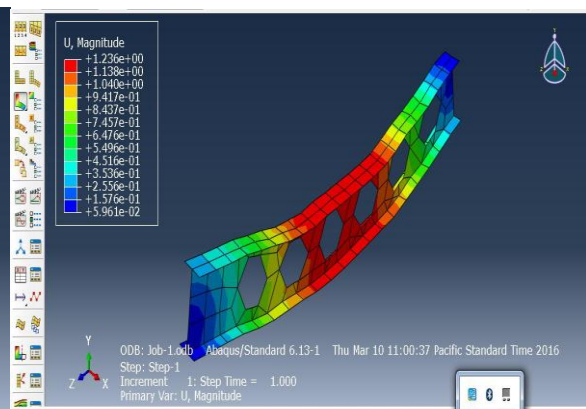 U, Magnitude
+1.236e+00
+1.138e+00
+1.040e+00
+9.417e-01
+8.437e-01
+7.457e-01
+6.476e-01
+5.496e-01
+4.516e-01
+3.536e-01
+2.556e-01
+1.576e-01
+5.961e-02
Y
Z
X
ODB: Job-1.odb Abaqus/Standard 6.13-1 Thu Mar 10 11:00:37 Pacific Standard Time 2016
Step: Step-1
Increment 1: Step Time = 1.000
Primary Var: U, Magnitude